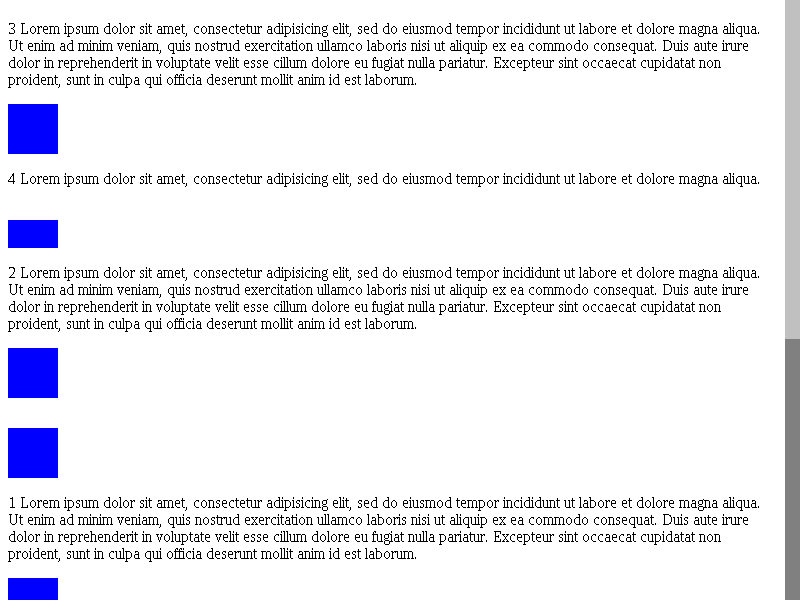 3 Lorem ipsum dolor sit amet, consectetur adipisicing elit, sed do eiusmod tempor incididunt ut labore et dolore magna aliqua.
Ut enim ad minim veniam, quis nostrud exercitation ullamco laboris nisi ut aliquip ex ea commodo consequat. Duis aute irure
dolor in reprehenderit in voluptate velit esse cillum dolore eu fugiat nulla pariatur. Excepteur sint occaecat cupidatat non
proident, sunt in culpa qui officia deserunt mollit anim id est laborum.
4 Lorem ipsum dolor sit amet, consectetur adipisicing elit, sed do eiusmod tempor incididunt ut labore et dolore magna aliqua.
2 Lorem ipsum dolor sit amet, consectetur adipisicing elit, sed do eiusmod tempor incididunt ut labore et dolore magna aliqua.
Ut enim ad minim veniam, quis nostrud exercitation ullamco laboris nisi ut aliquip ex ea commodo consequat. Duis aute irure
dolor in reprehenderit in voluptate velit esse cillum dolore eu fugiat nulla pariatur. Excepteur sint occaecat cupidatat non
proident, sunt in culpa qui officia deserunt mollit anim id est laborum.
1 Lorem ipsum dolor sit amet, consectetur adipisicing elit, sed do eiusmod tempor incididunt ut labore et dolore magna aliqua.
Ut enim ad minim veniam, quis nostrud exercitation ullamco laboris nisi ut aliquip ex ea commodo consequat. Duis aute irure
dolor in reprehenderit in voluptate velit esse cillum dolore eu fugiat nulla pariatur. Excepteur sint occaecat cupidatat non
proident, sunt in culpa qui officia deserunt mollit anim id est laborum.